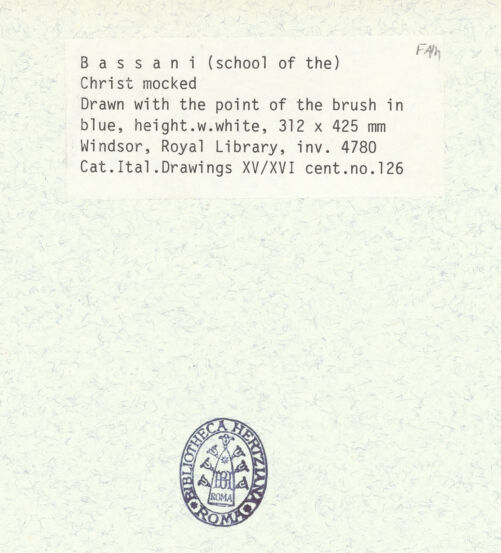 B a s s a n i (school of the)
Christ mocked
Drawn with the point of the brush in
blue, height.w.white, 312 x 425 mm
Windsor, Royal Library, inv. 4780
Cat.Ital.Drawings XV/XVI cent.no.126
BIBLIOTHECA HERTZIANA
ROMA
ROMA